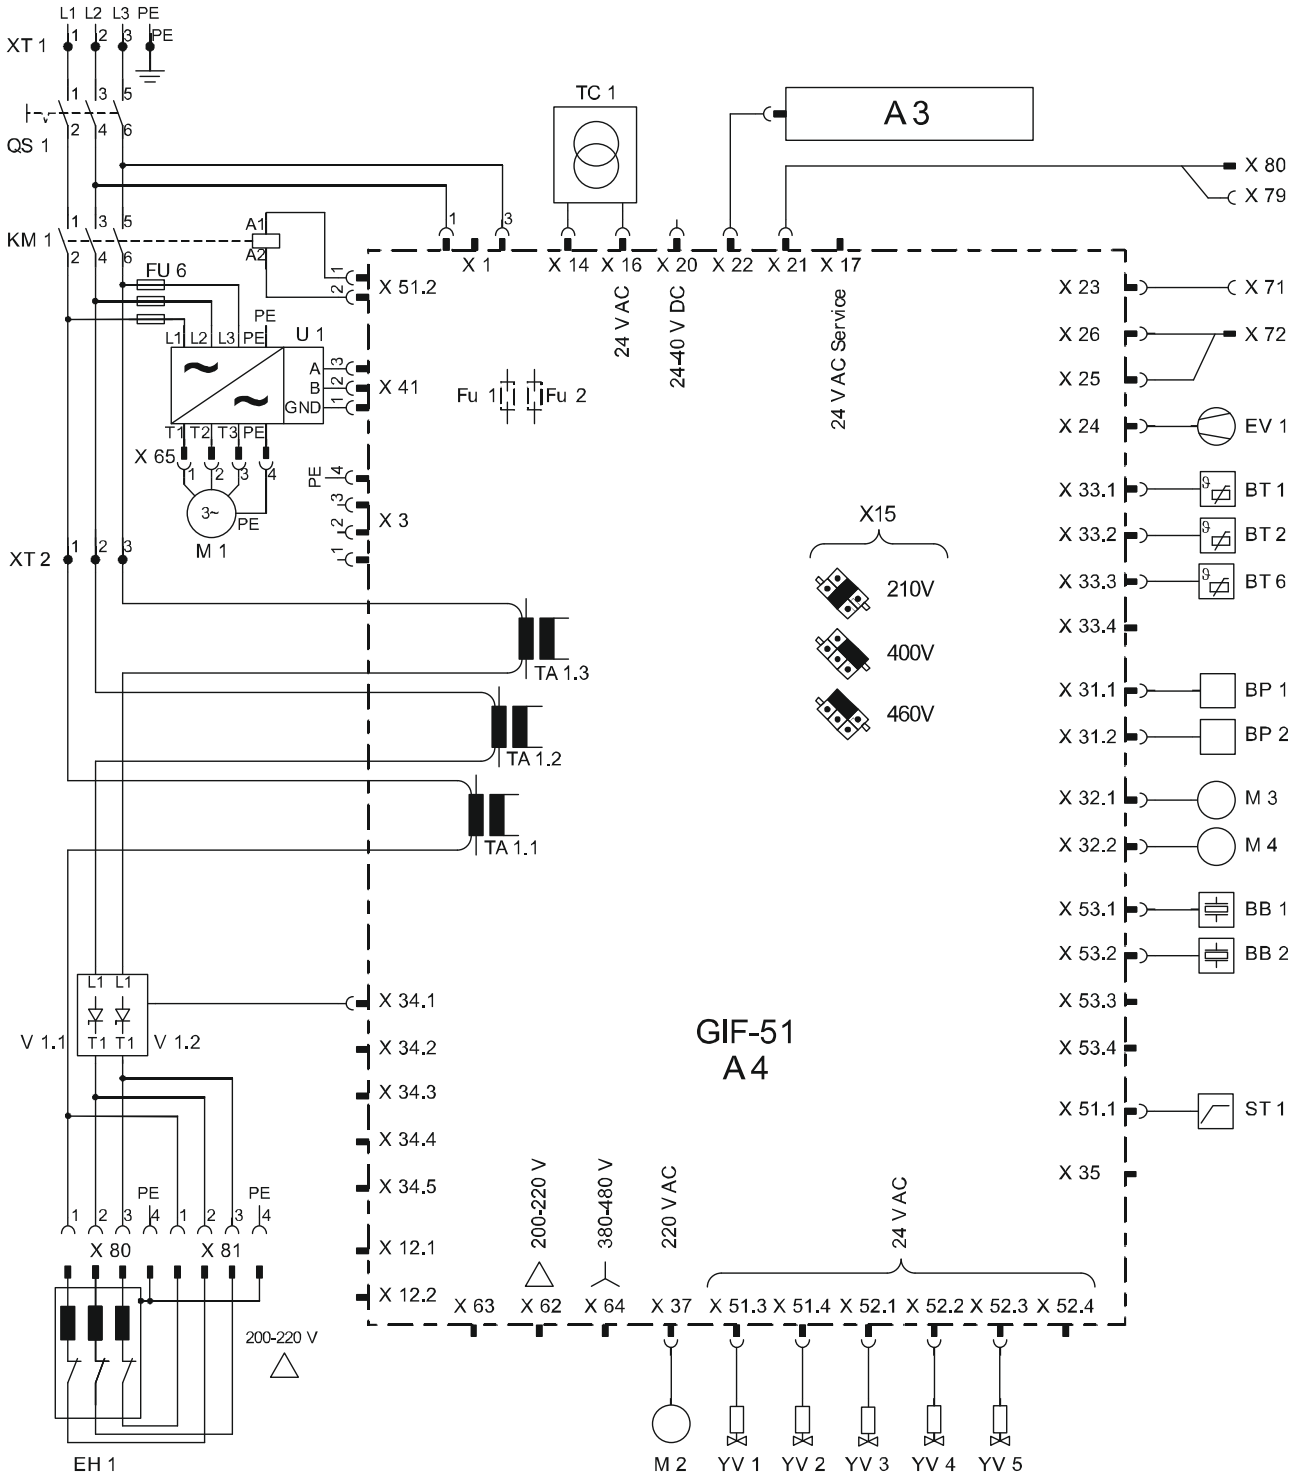 L1 L2 L3 PE
XT 1 1 2 3 PE
TC 1
A 3
1 3 5
QS 1 2 4 6
X 80
X 79
1 3 5 A1 1 3
KM 1 2 4 6 A2
X 1 X 14 X 16 X 20 X 22 X 21 X 17
24 V AC
24-40 V DC
24 V AC Service
FU 6
1
2
X 51.2
X 23 X 71
X 26 X 72
X 25
L1 L2 L3 PE PE U 1
A 3
B 2
GND 1
X 41
Fu 1 Fu 2
X 24 EV 1
T1 T2 T3 PE
X 65 1 2 3 4
3~
PE
M 1
PE 4
3
2
1
X 3
X 33.1 ϑ BT 1
X15
X 33.2 ϑ BT 2
210V
X 33.3 ϑ BT 6
XT 2 1 2 3
400V
X 33.4
460V
TA 1.3
X 31.1 BP 1
X 31.2 BP 2
TA 1.2
X 32.1 M 3
TA 1.1
X 32.2 M 4
X 53.1 BB 1
X 53.2 BB 2
L1 L1
X 34.1
X 53.3
GIF-51
A 4
V 1.1 T1 T1 V 1.2
X 34.2
X 53.4
X 34.3
X 51.1 ST 1
X 34.4
X 35
X 34.5
PE PE
1 2 3 4 1 2 3 4
X 80 X 81
X 12.1
X 12.2
200-220 V
380-480 V
220 V AC
24 V AC
X 63 X 62 X 64 X 37 X 51.3 X 51.4 X 52.1 X 52.2 X 52.3 X 52.4
200-220 V
EH 1
M 2 YV 1 YV 2 YV 3 YV 4 YV 5